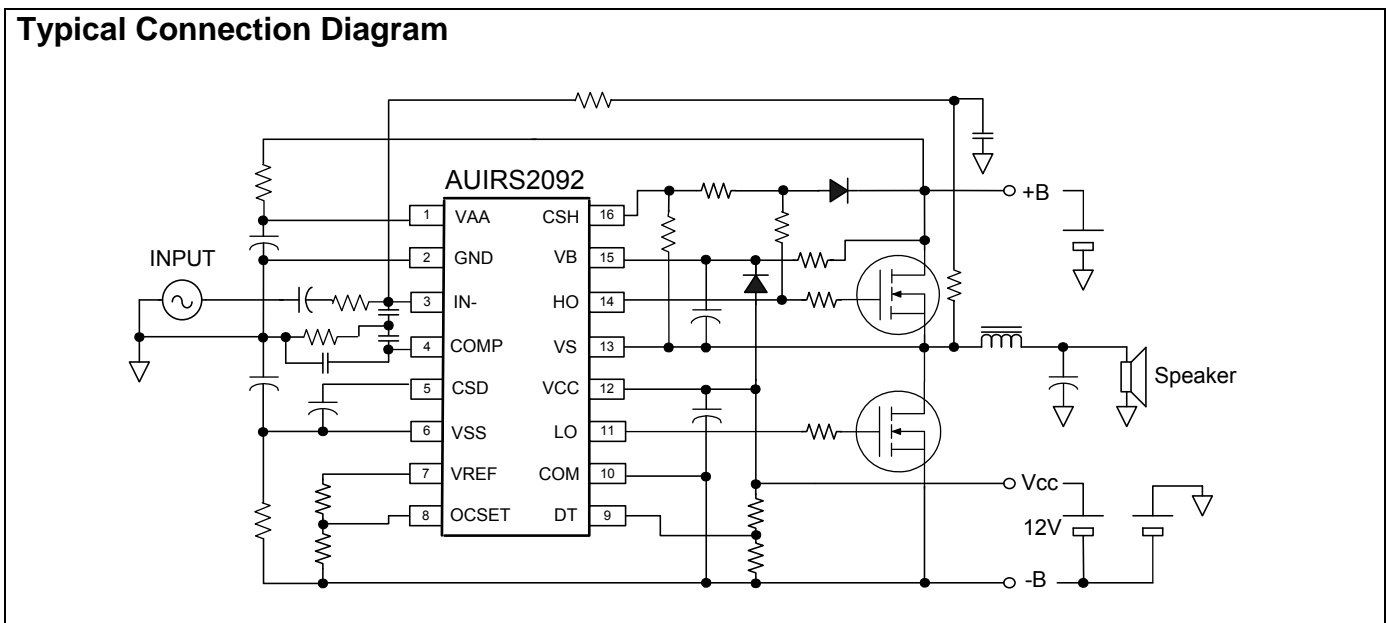 Typical Connection Diagram
AUIRS2092
INPUT
1 VAA
2 GND
3 IN-
4 COMP
5 CSD
6 VSS
7 VREF
8 OCSET
CSH 16
VB 15
HO 14
VS 13
VCC 12
LO 11
COM 10
DT 9
+B
Speaker
Vcc
12V
-B